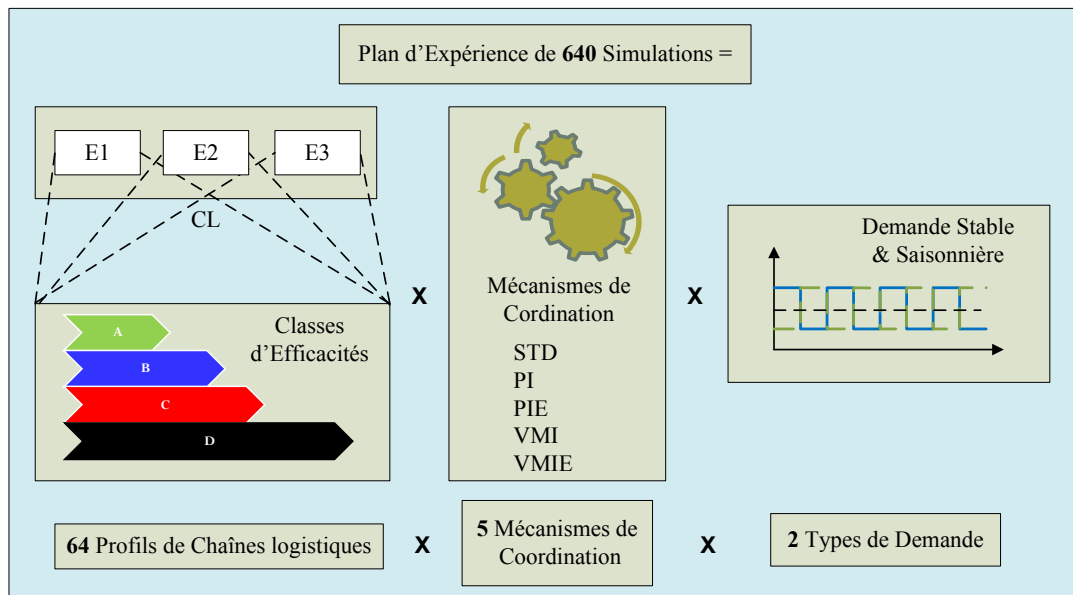 Plan d'Expérience de 640 Simulations =
E1
E2
E3
CL
Classes
d'Efficacités
A
B
C
D
X
Mécanismes de
Cordination
STD
PI
PIE
VMI
VMIE
X
Demande Stable
& Saisonnière
64 Profils de Chaînes logistiques
X
5 Mécanismes de
Coordination
X
2 Types de Demande